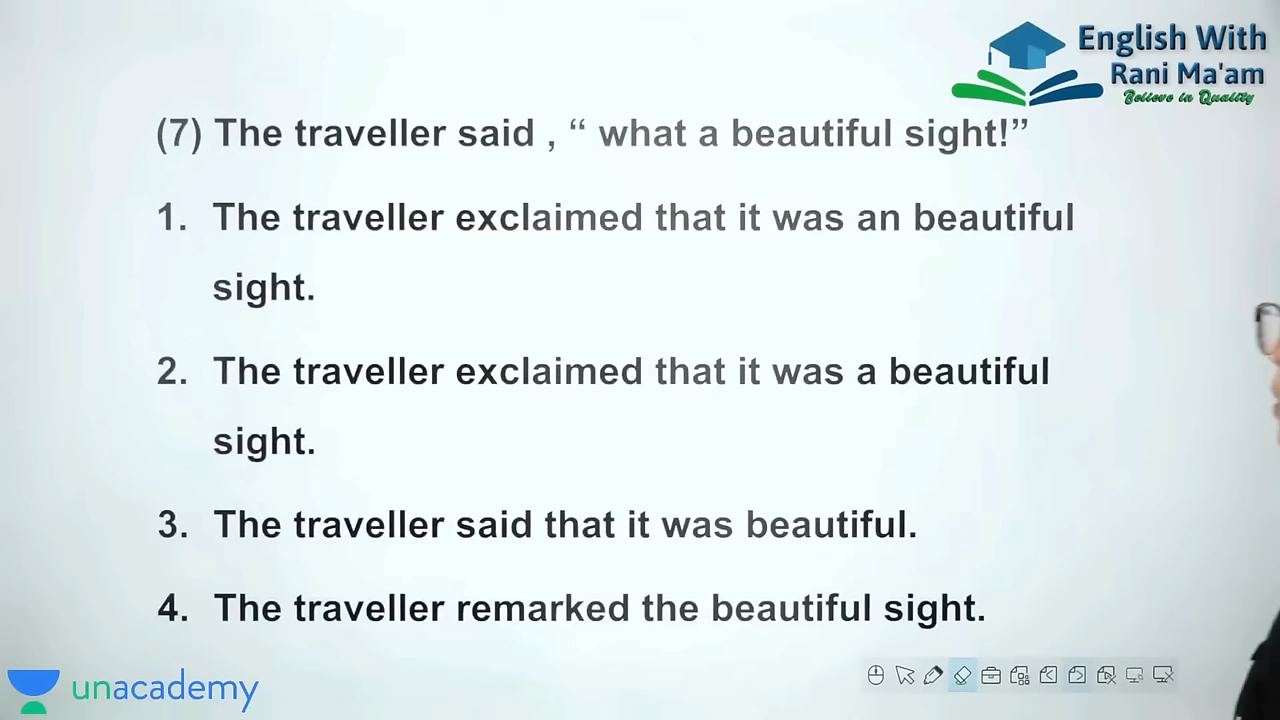 English With
Rani Ma'am
Believe in Quality
(7) The traveller said , “ what a beautiful sight!”
1. The traveller exclaimed that it was an beautiful
sight.
2. The traveller exclaimed that it was a beautiful
sight.
3. The traveller said that it was beautiful.
4. The traveller remarked the beautiful sight.
unacademy